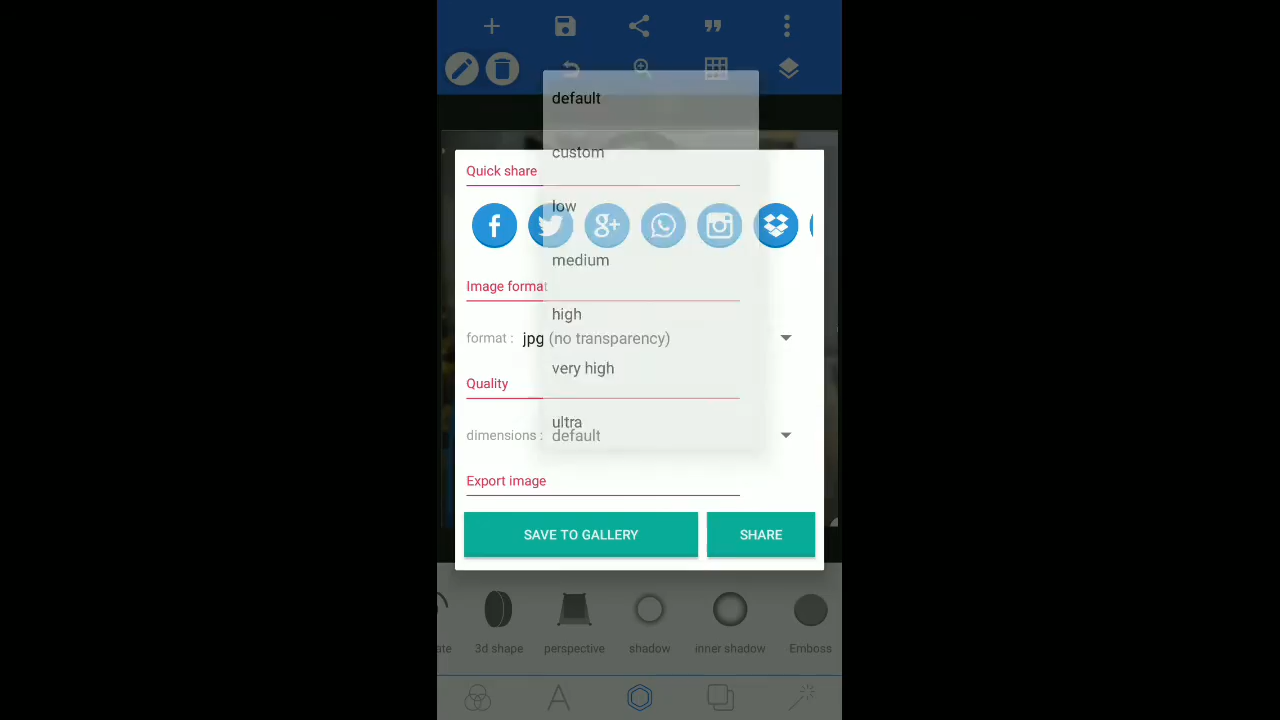 default
custom
Quick share
low
medium
Image format
high
format : jpg (no transparency)
very high
Quality
ultra
dimensions : default
Export image
SAVE TO GALLERY SHARE
ate 3d shape perspective shadow inner shadow Emboss